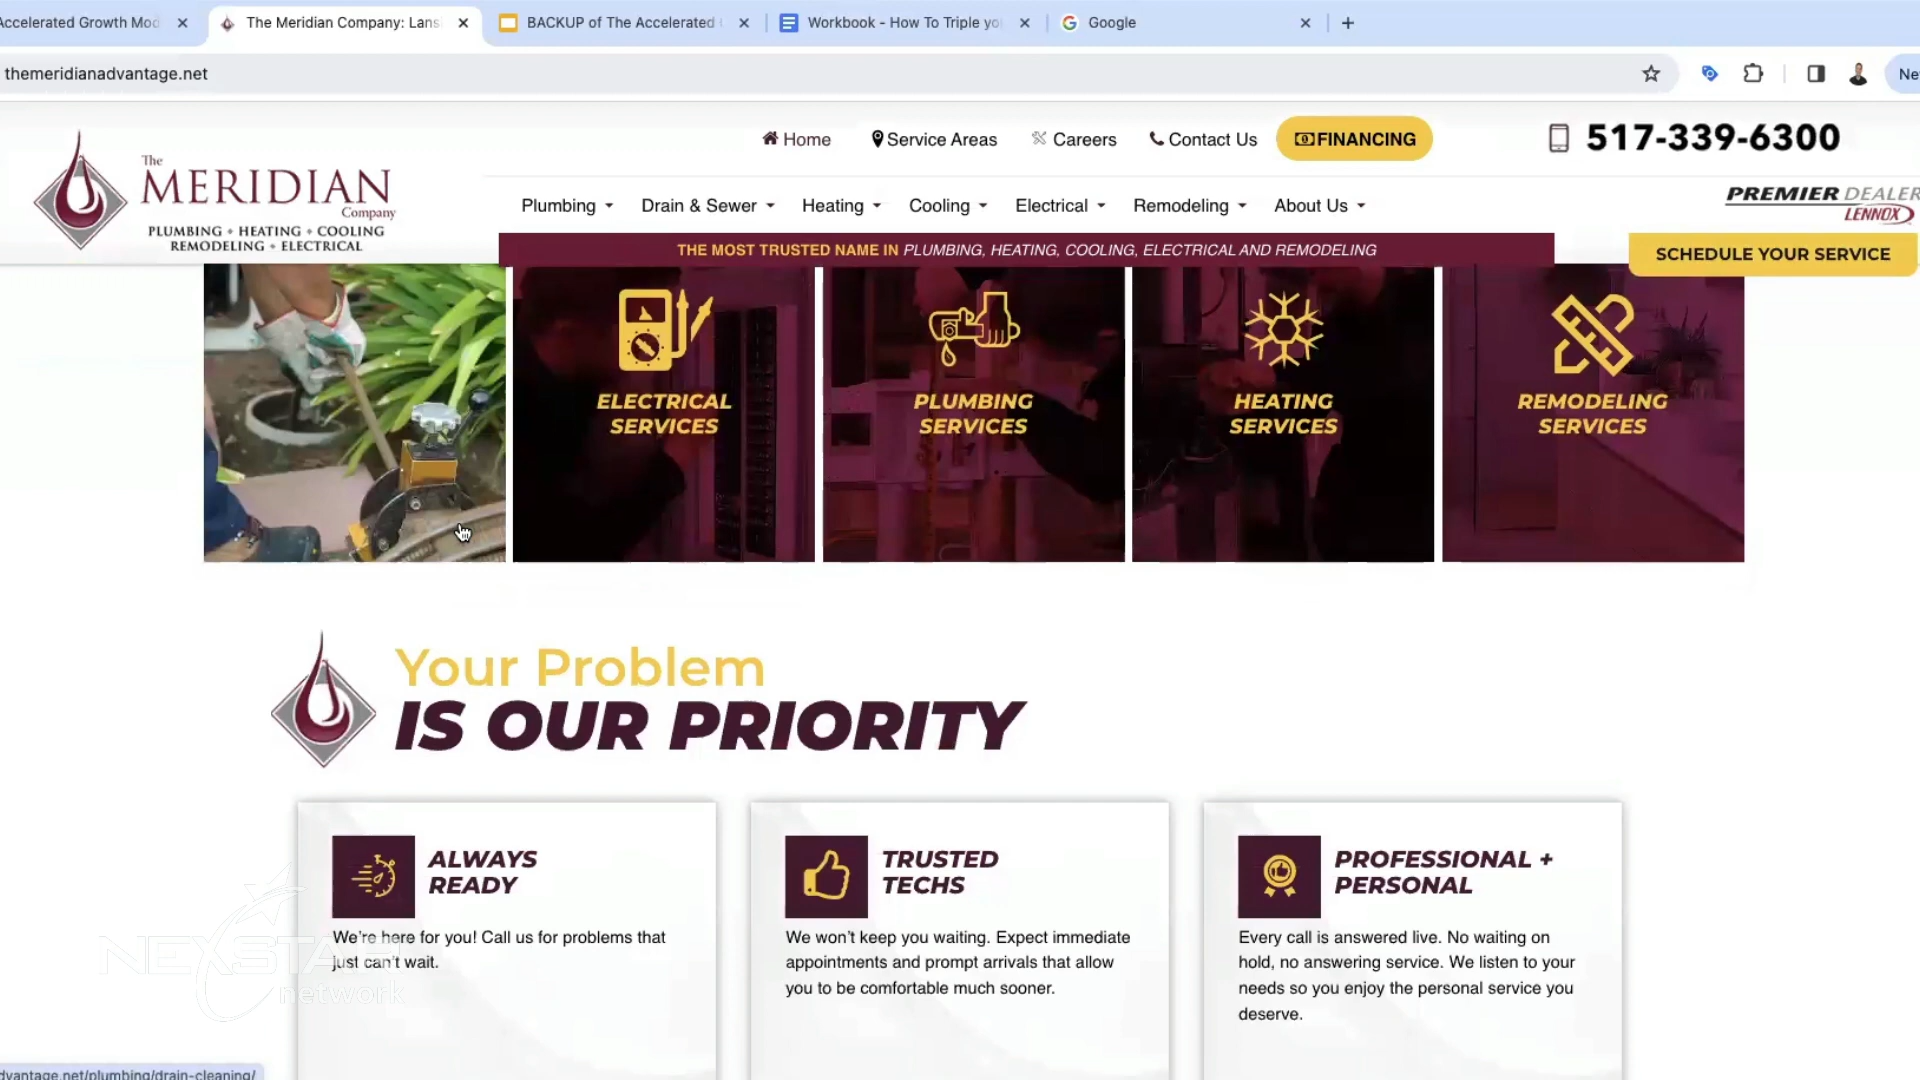 Accelerated Growth Mod
The Meridian Company: Lansi
BACKUP of The Accelerated
Workbook - How To Triple yo
Google
themeridianadvantage.net
Ne
Home
Service Areas
Careers
Contact Us
FINANCING
517-339-6300
The
MERIDIAN
Company
PLUMBING + HEATING + COOLING
REMODELING + ELECTRICAL
Plumbing
Drain & Sewer
Heating
Cooling
Electrical
Remodeling
About Us
PREMIER DEALER
LENNOX
THE MOST TRUSTED NAME IN PLUMBING, HEATING, COOLING, ELECTRICAL AND REMODELING
SCHEDULE YOUR SERVICE
ELECTRICAL
SERVICES
PLUMBING
SERVICES
HEATING
SERVICES
REMODELING
SERVICES
Your Problem
IS OUR PRIORITY
ALWAYS
READY
We're here for you! Call us for problems that
just can't wait.
TRUSTED
TECHS
We won't keep you waiting. Expect immediate
appointments and prompt arrivals that allow
you to be comfortable much sooner.
PROFESSIONAL +
PERSONAL
Every call is answered live. No waiting on
hold, no answering service. We listen to your
needs so you enjoy the personal service you
deserve.
NEXSTAR
network
dvantage.net/plumbing/drain-cleaning/